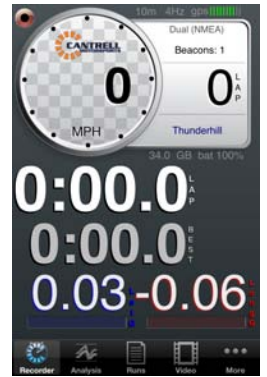 10m 4Hz gps
Dual (NMEA)
Beacons: 1
CANTRELL
MOTORSPORTS
0
MPH
0
LAP
Thunderhill
34.0 GB bat 100%
0:00.0
LAP
0:00.0
BEST
0.03
-0.06
Recorder Analysis Runs Video More